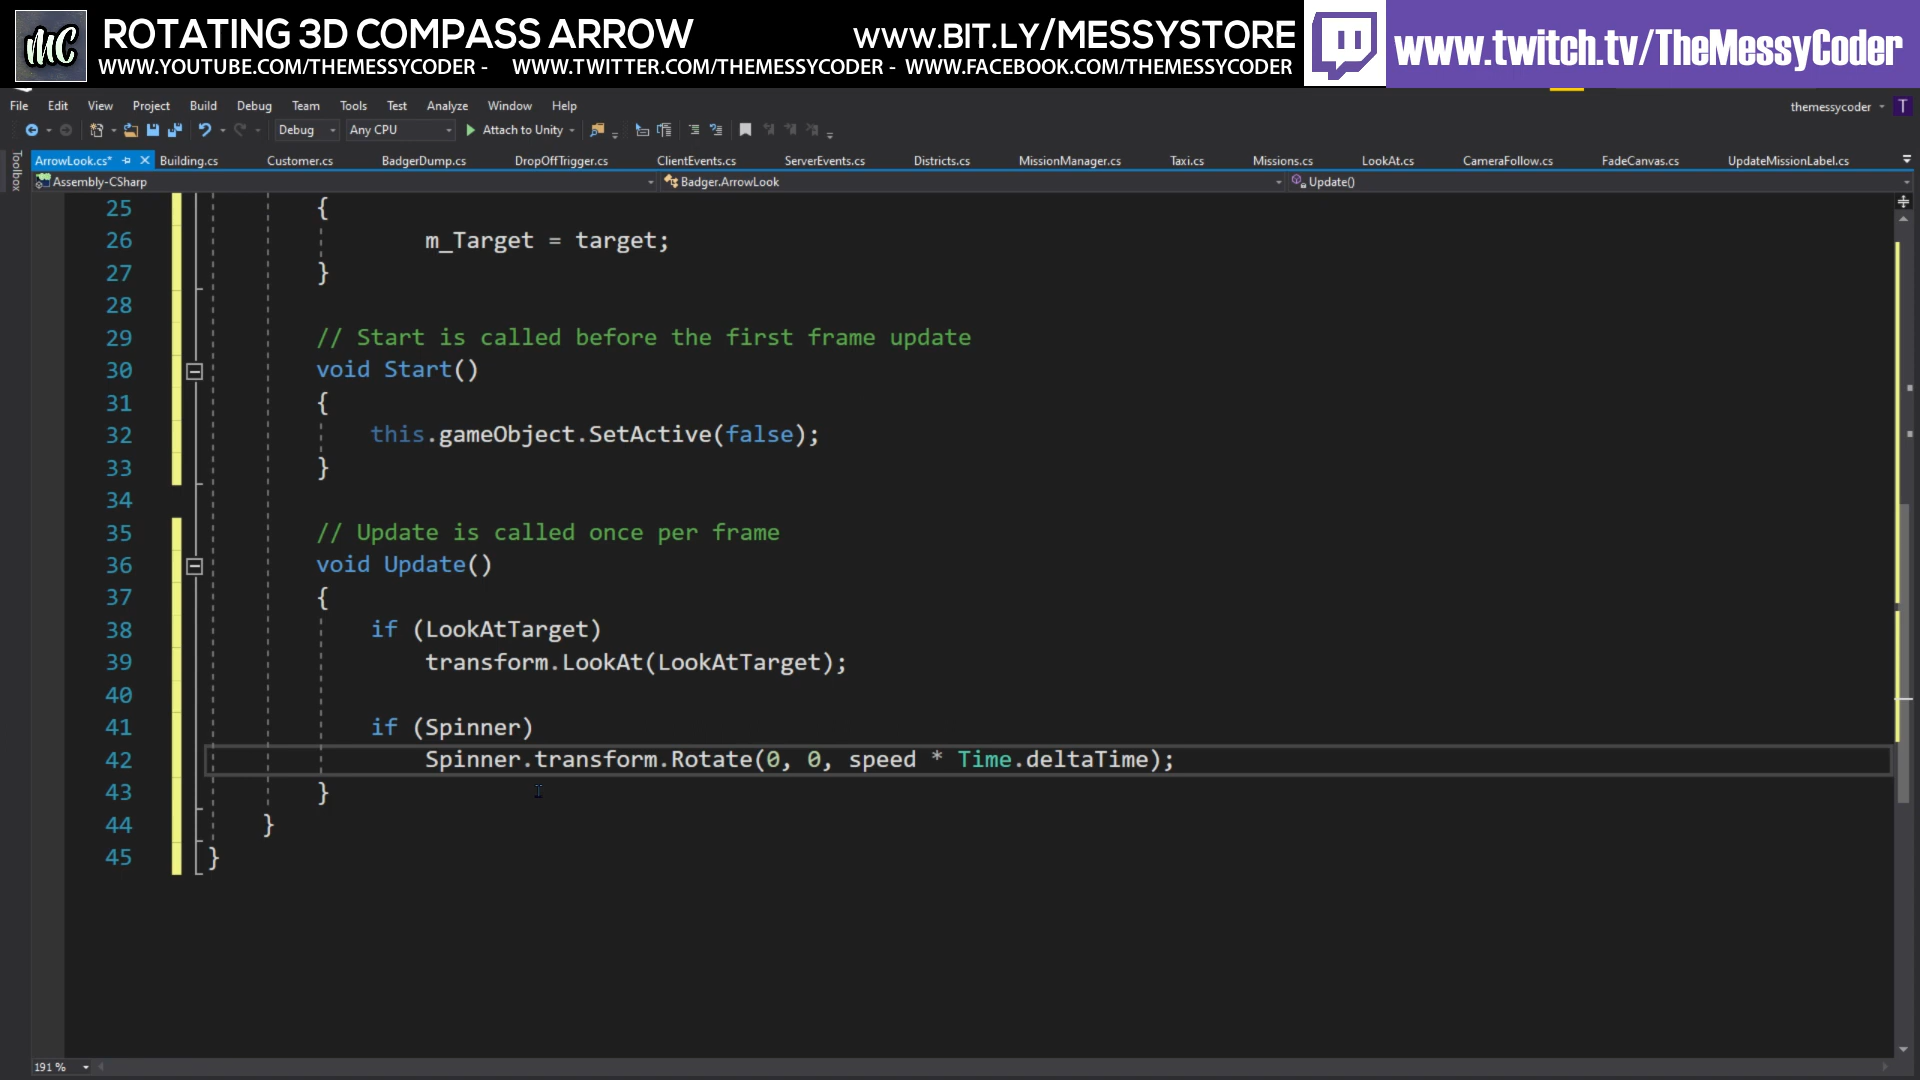 MC
ROTATING 3D COMPASS ARROW
WWW.YOUTUBE.COM/THEMESSYCODER - WWW.TWITTER.COM/THEMESSYCODER - WWW.FACEBOOK.COM/THEMESSYCODER
WWW.BIT.LY/MESSYSTORE
www.twitch.tv/TheMessyCoder
File Edit View Project Build Debug Team Tools Test Analyze Window Help
themessycoder T
Debug Any CPU Attach to Unity
Toolbox
ArrowLook.cs* Building.cs Customer.cs BadgerDump.cs DropOffTrigger.cs ClientEvents.cs ServerEvents.cs Districts.cs MissionManager.cs Taxi.cs Missions.cs LookAt.cs CameraFollow.cs FadeCanvas.cs UpdateMissionLabel.cs
Assembly-CSharp Badger.ArrowLook Update()
25 {
26 m_Target = target;
27 }
28
29 // Start is called before the first frame update
30 void Start()
31 {
32 this.gameObject.SetActive(false);
33 }
34
35 // Update is called once per frame
36 void Update()
37 {
38 if (LookAtTarget)
39 transform.LookAt(LookAtTarget);
40
41 if (Spinner)
42 Spinner.transform.Rotate(0, 0, speed * Time.deltaTime);
43 }
44 }
45 }
191 %